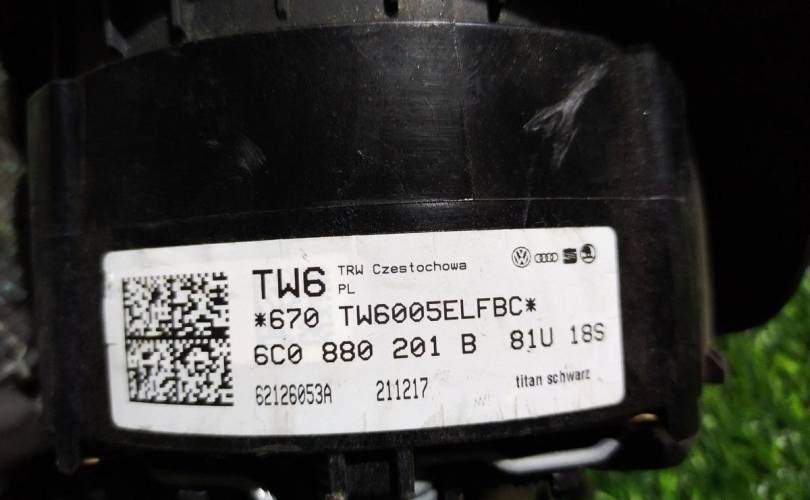 TW6 TRW Czestochowa
PL
*670 TW6005ELFBC*
6C0 880 201 B 81U 18S
62126053A 211217 titan schwarz